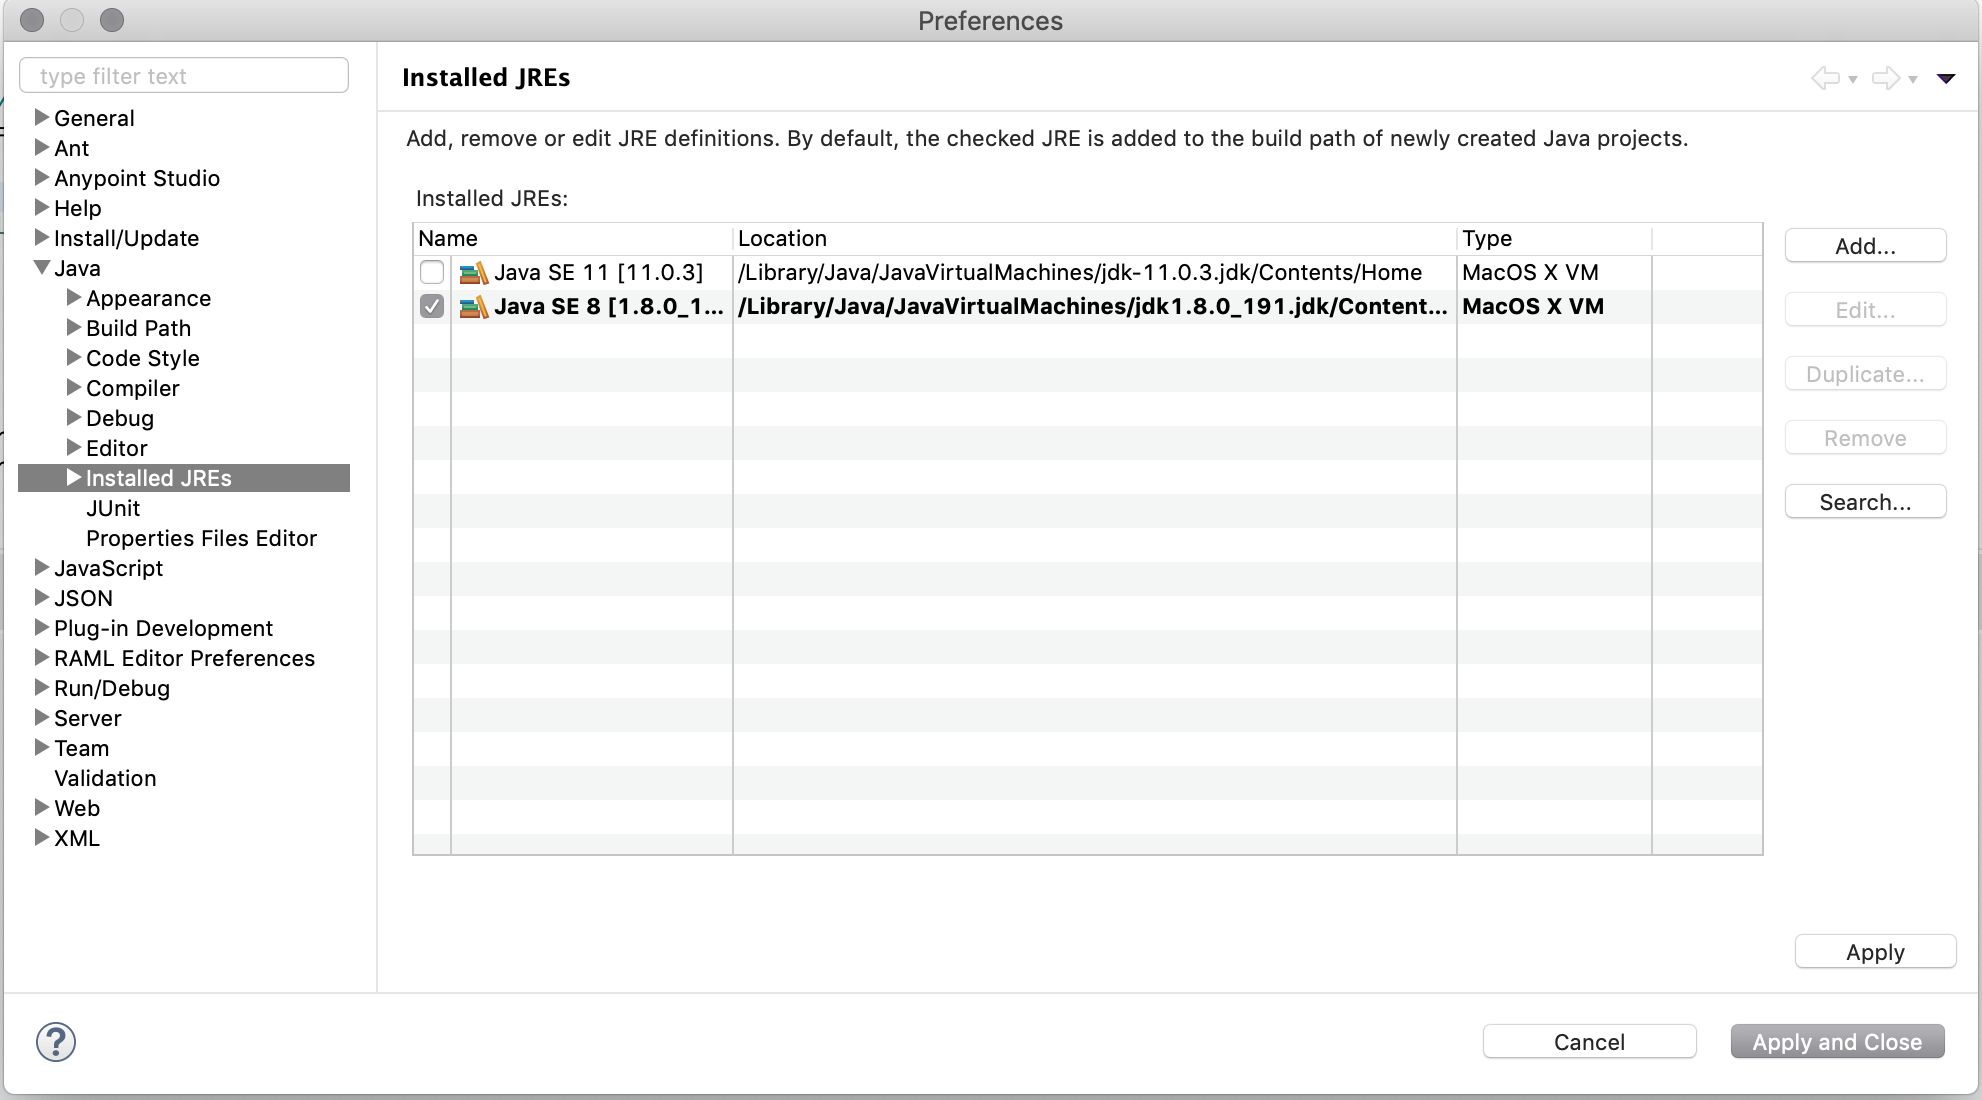 Preferences
type filter text
General
Ant
Anypoint Studio
Help
Install/Update
Java
Appearance
Build Path
Code Style
Compiler
Debug
Editor
Installed JREs
JUnit
Properties Files Editor
JavaScript
JSON
Plug-in Development
RAML Editor Preferences
Run/Debug
Server
Team
Validation
Web
XML
Installed JREs
Add, remove or edit JRE definitions. By default, the checked JRE is added to the build path of newly created Java projects.
Installed JREs:
Name Location Type
Java SE 11 [11.0.3] /Library/Java/JavaVirtualMachines/jdk-11.0.3.jdk/Contents/Home MacOS X VM
Java SE 8 [1.8.0_1... /Library/Java/JavaVirtualMachines/jdk1.8.0_191.jdk/Content... MacOS X VM
Add...
Edit...
Duplicate...
Remove
Search...
Apply
?
Cancel
Apply and Close